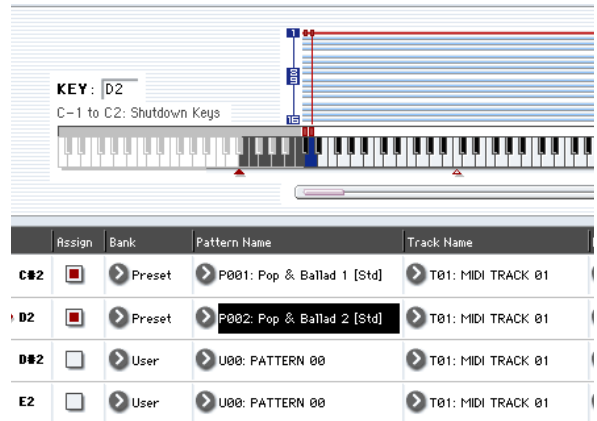 1
KEY: D2
8
9
C-1 to C2: Shutdown Keys
16
Assign Bank Pattern Name Track Name
C#2 Preset P001: Pop & Ballad 1 [Std] T01: MIDI TRACK 01
D2 Preset P002: Pop & Ballad 2 [Std] T01: MIDI TRACK 01
D#2 User U00: PATTERN 00 T01: MIDI TRACK 01
E2 User U00: PATTERN 00 T01: MIDI TRACK 01